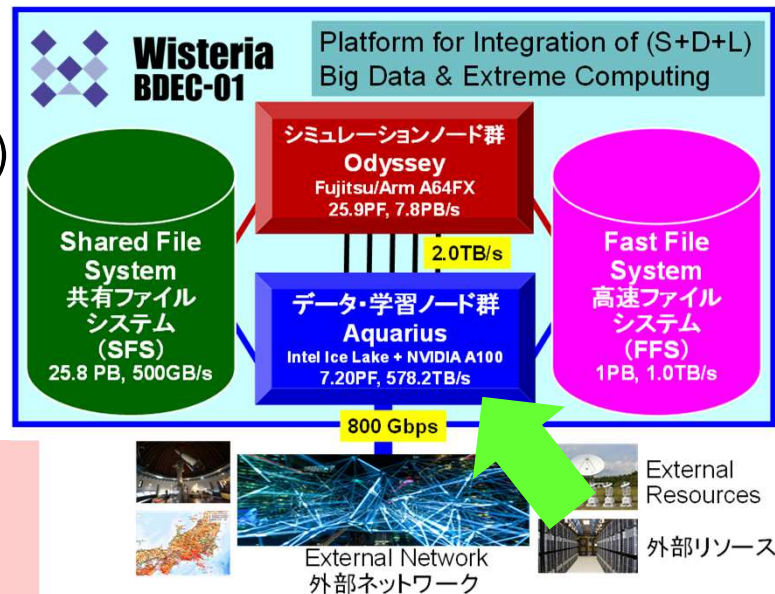 Wisteria
BDEC-01
Platform for Integration of (S+D+L)
Big Data & Extreme Computing
)
シミュレーションノード群
Odyssey
Fujitsu/Arm A64FX
25.9PF, 7.8PB/s
2.0TB/s
Shared File
System
共有ファイル
システム
(SFS)
25.8 PB, 500GB/s
データ・学習ノード群
Aquarius
Intel Ice Lake + NVIDIA A100
7.20PF, 578.2TB/s
Fast File
System
高速ファイル
システム
(FFS)
1PB, 1.0TB/s
800 Gbps
External Network
外部ネットワーク
External
Resources
外部リソース